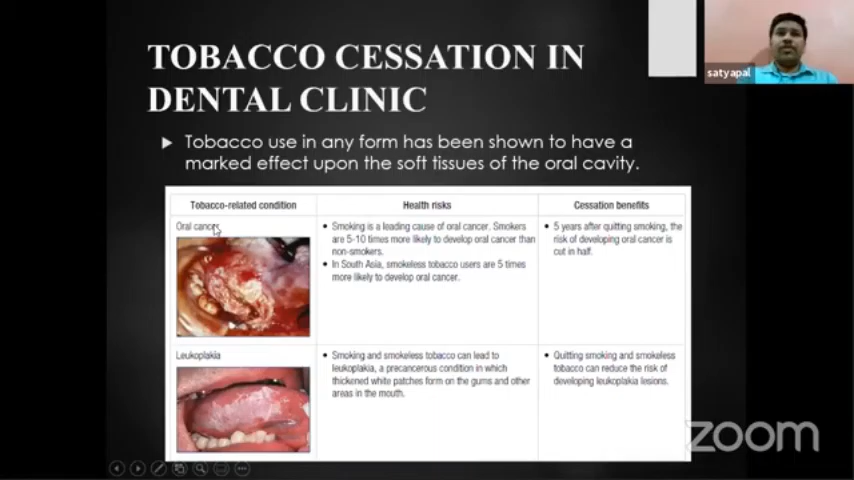 TOBACCO CESSATION IN
DENTAL CLINIC
satyapal
Tobacco use in any form has been shown to have a
marked effect upon the soft tissues of the oral cavity.
Tobacco-related condition
Health risks
Cessation benefits
Oral cancer
• Smoking is a leading cause of oral cancer. Smokers
are 5-10 times more likely to develop oral cancer than
non-smokers.
• In South Asia, smokeless tobacco users are 5 times
more likely to develop oral cancer.
• 5 years after quitting smoking, the
risk of developing oral cancer is
cut in half.
Leukoplakia
• Smoking and smokeless tobacco can lead to
leukoplakia, a precancerous condition in which
thickened white patches form on the gums and other
areas in the mouth.
• Quitting smoking and smokeless
tobacco can reduce the risk of
developing leukoplakia lesions.
zoom